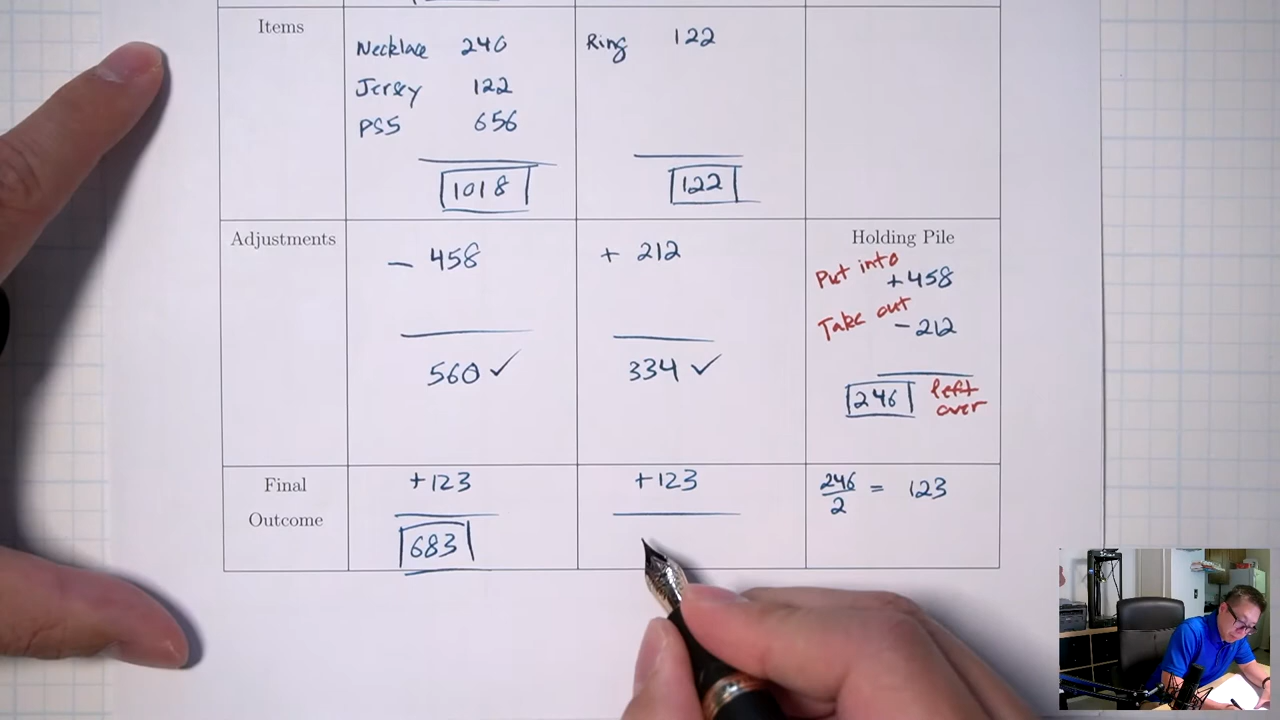 Items
Necklace 240
Jersey 122
PS5 656
1018
Ring 122
122
Adjustments
- 458
560 ✓
+ 212
334 ✓
Holding Pile
Put into
+458
Take out
- 212
246 left
over
Final
Outcome
+123
683
+123
246/2 = 123